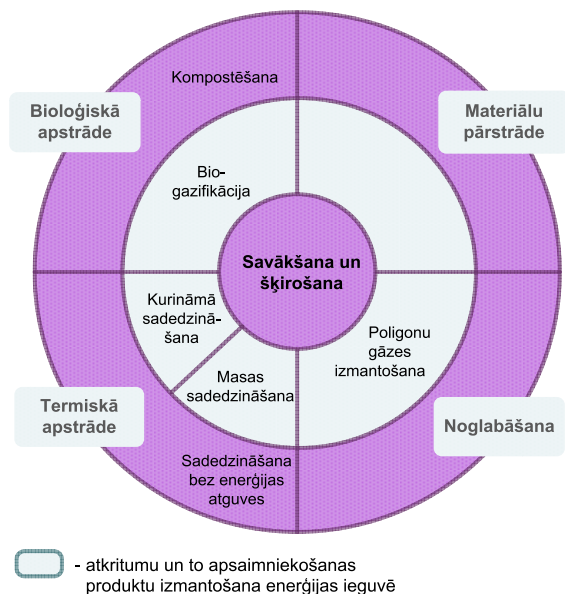 Kompostēšana
Bioloģiskā
apstrāde
Materiālu
pārstrāde
Bio-
gazifikācija
Savākšana un
šķirošana
Kurināmā
sadedzinā-
šana
Poligonu
gāzes
izmantošana
Masas
sadedzināšana
Termiskā
apstrāde
Noglabāšana
Sadedzināšana
bez enerģijas
atguves
- atkritumu un to apsaimniekošanas
produktu izmantošana enerģijas ieguvē